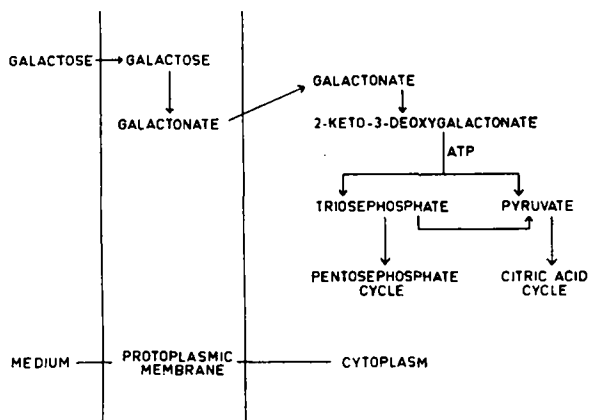 GALACTOSE
GALACTOSE
GALACTONATE
GALACTONATE
2-KETO-3-DEOXYGALACTONATE
ATP
TRIOSEPHOSPHATE
PYRUVATE
PENTOSEPHOSPHATE
CYCLE
CITRIC ACID
CYCLE
MEDIUM
PROTOPLASMIC
MEMBRANE
CYTOPLASM